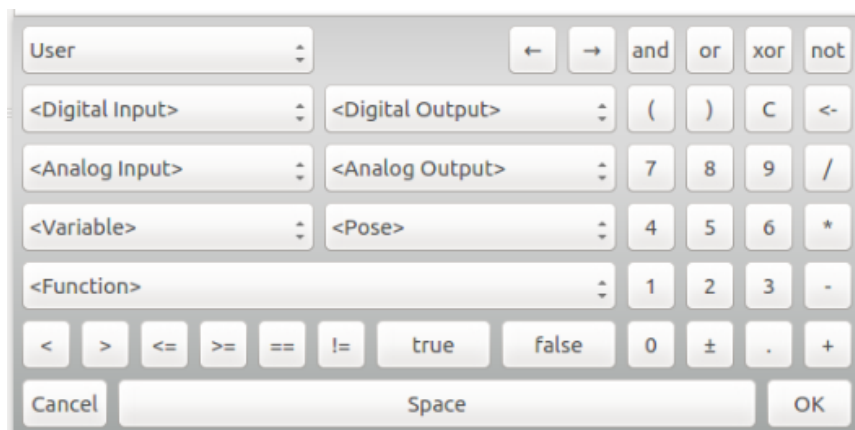 User ← → and or xor not
<Digital Input> <Digital Output> ( ) C <-
<Analog Input> <Analog Output> 7 8 9 /
<Variable> <Pose> 4 5 6 *
<Function> 1 2 3 -
< > <= >= == != true false 0 ± . +
Cancel Space OK